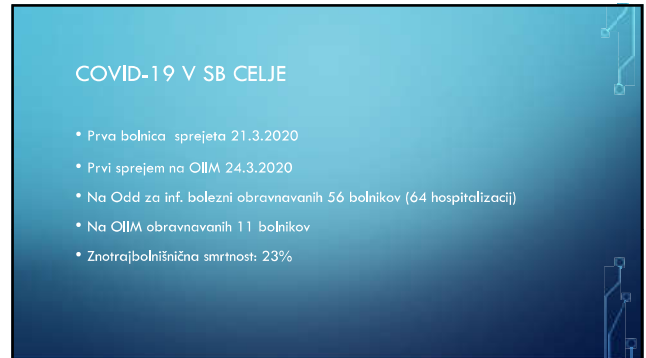 COVID-19 V SB CELJE
• Prva bolnica sprejeta 21.3.2020
• Prvi sprejem na OIIM 24.3.2020
• Na Odd za inf. bolezni obravnavanih 56 bolnikov (64 hospitalizacij)
• Na OIIM obravnavanih 11 bolnikov
• Znotrajbolnišnična smrtnost: 23%